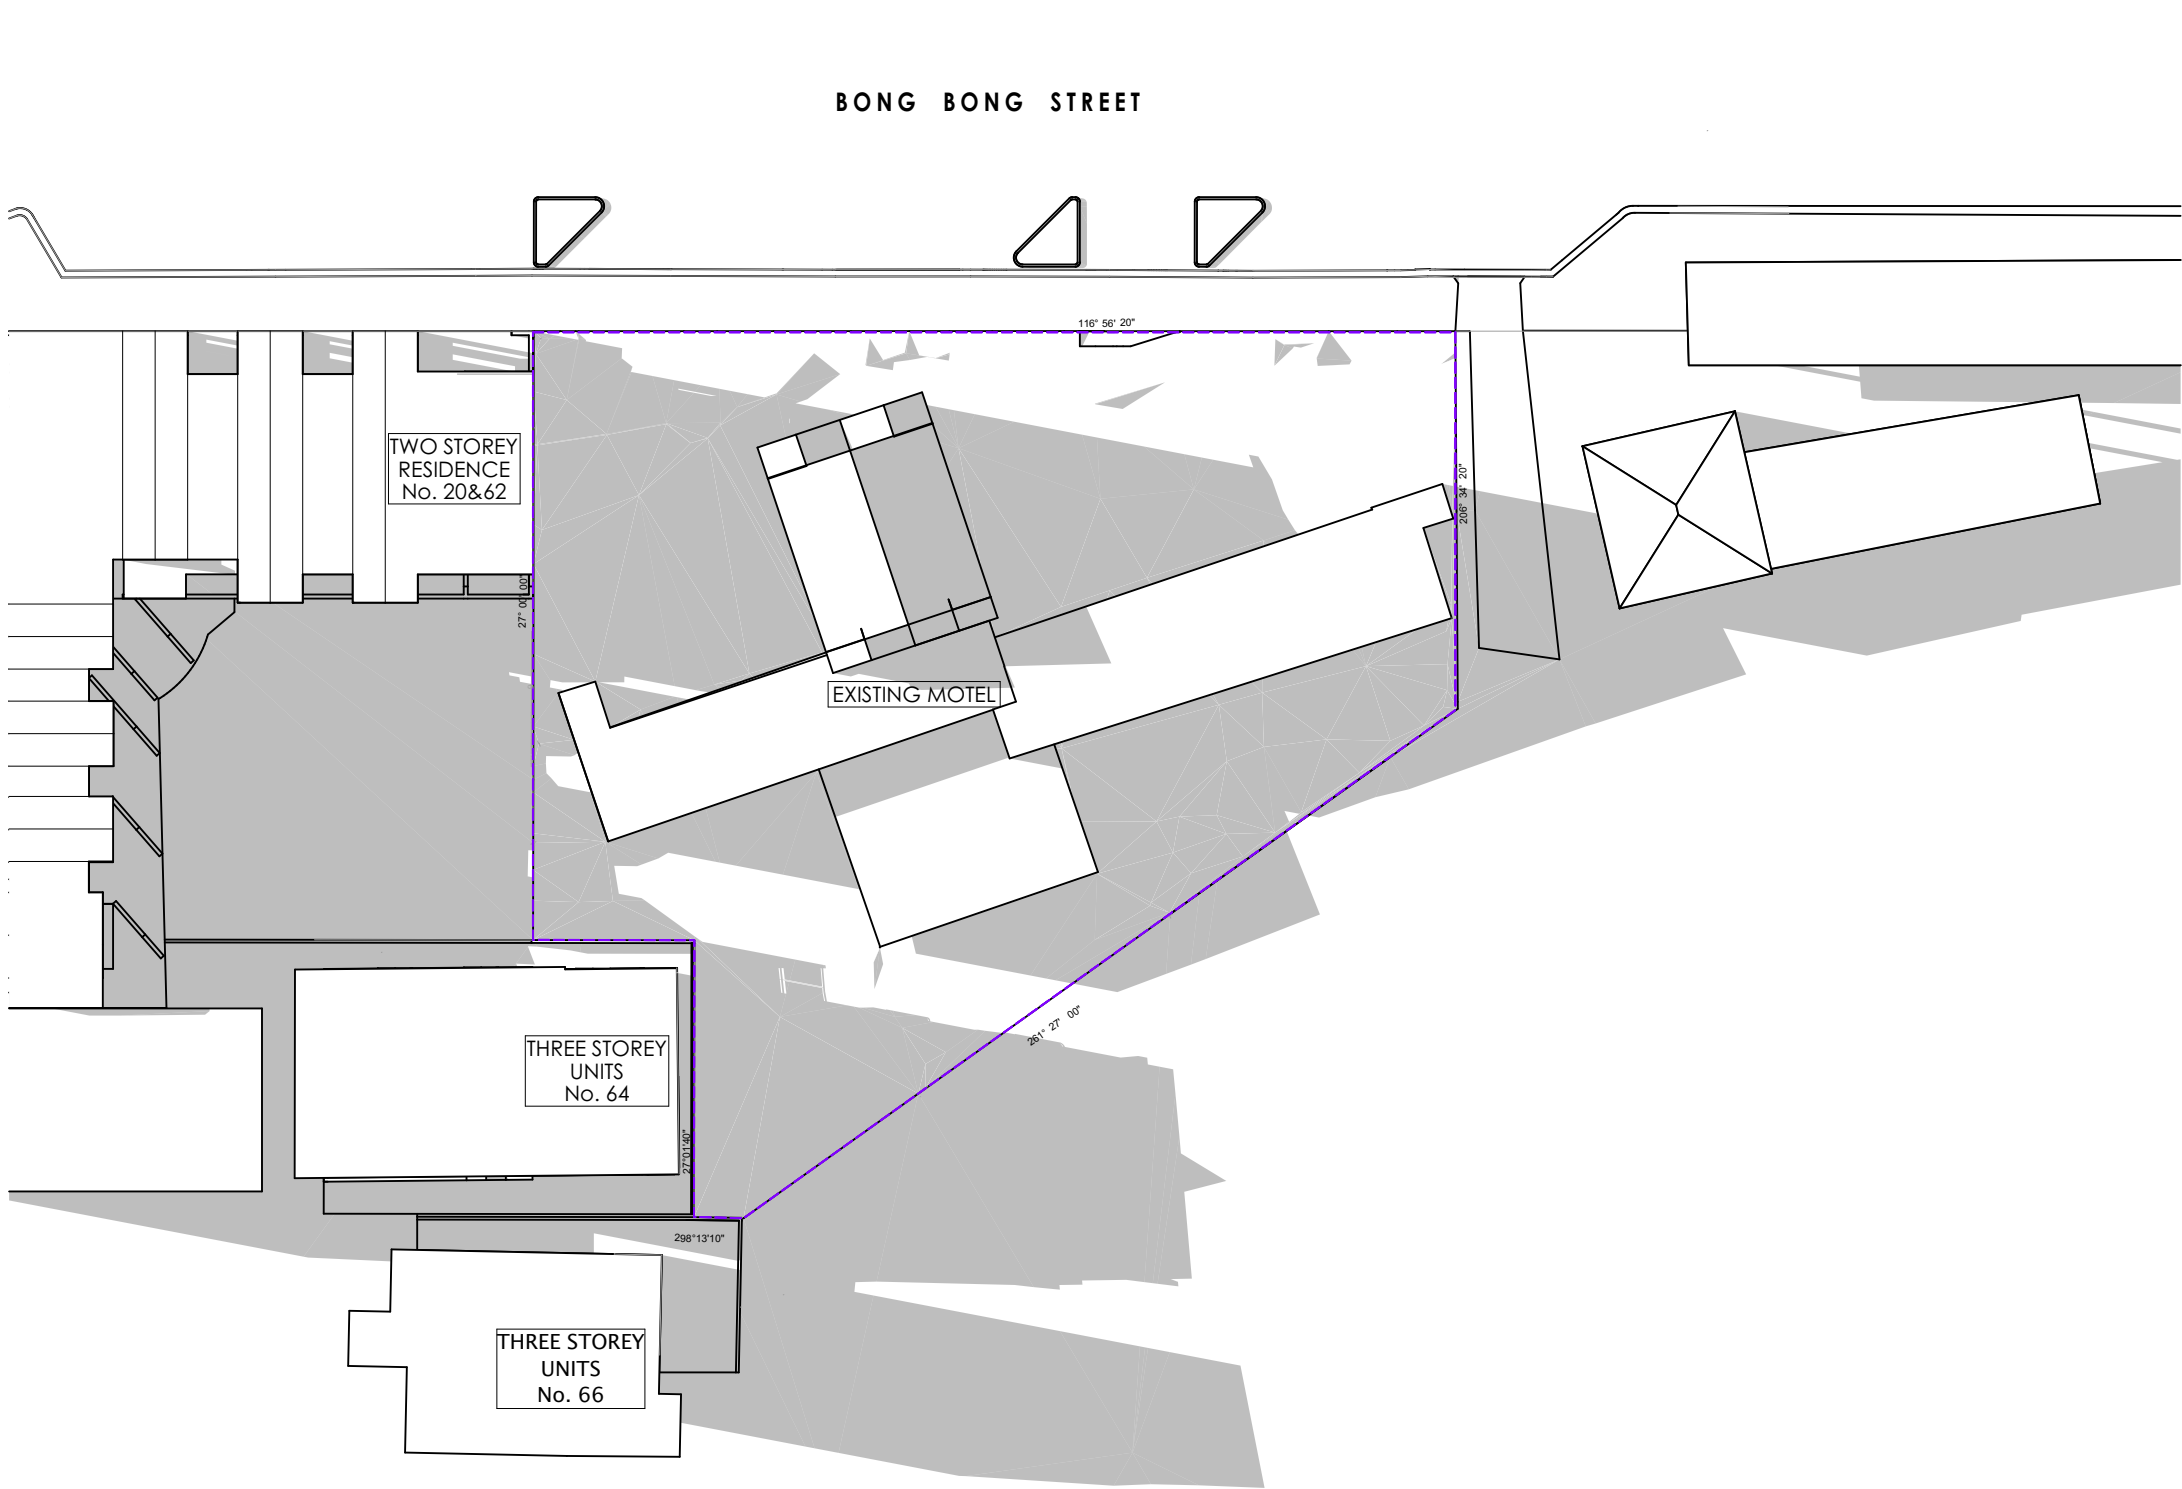 BONG BONG STREET
116° 56' 20"
TWO STOREY
RESIDENCE
No. 20&62
206° 34' 20"
27° 00' 00"
EXISTING MOTEL
261° 27' 00"
THREE STOREY
UNITS
No. 64
27°01'40"
298°13'10"
THREE STOREY
UNITS
No. 66